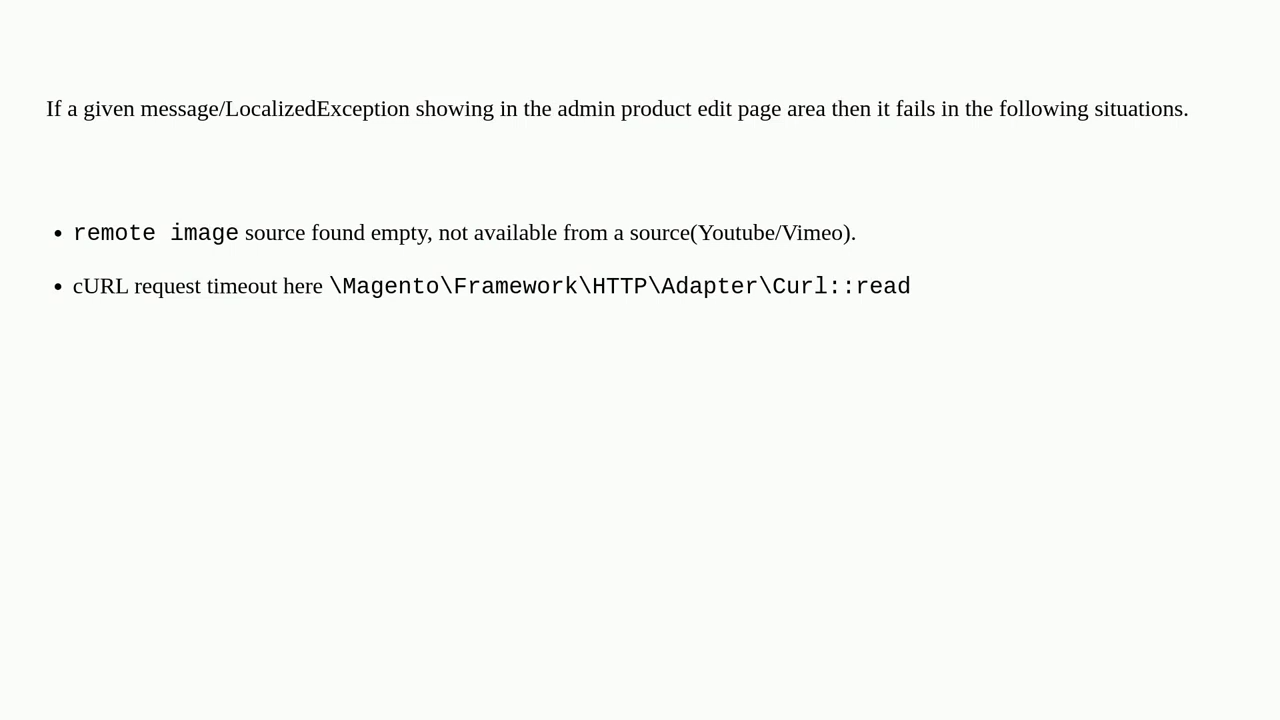 If a given message/LocalizedException showing in the admin product edit page area then it fails in the following situations.
• remote image source found empty, not available from a source(Youtube/Vimeo).
• cURL request timeout here \Magento\Framework\HTTP\Adapter\Curl::read